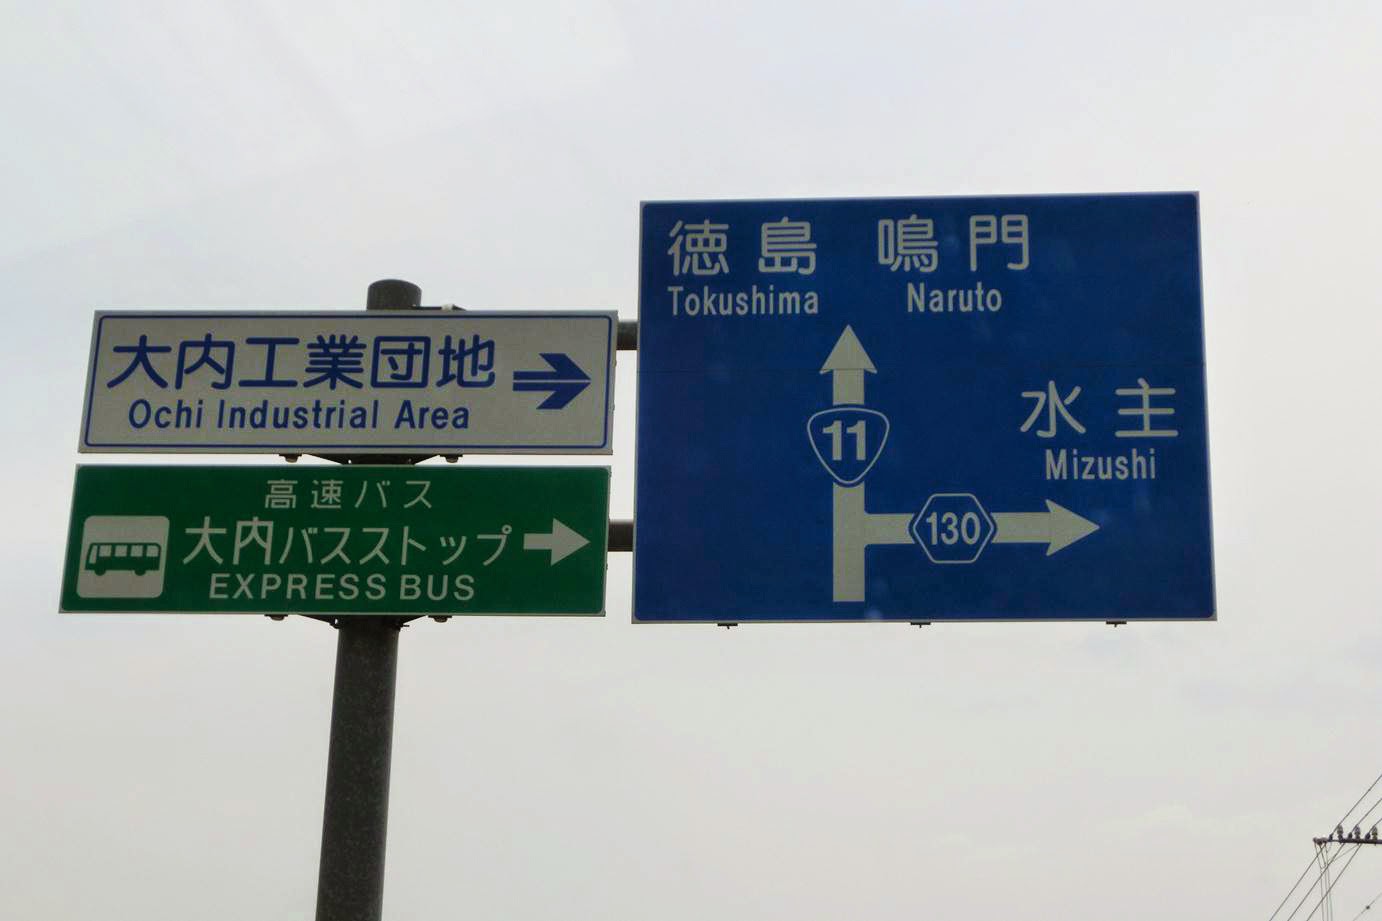 大内工業団地
Ochi Industrial Area
高速バス
大内バスストップ
EXPRESS BUS
徳島 鳴門
Tokushima Naruto
11
水主
Mizushi
130